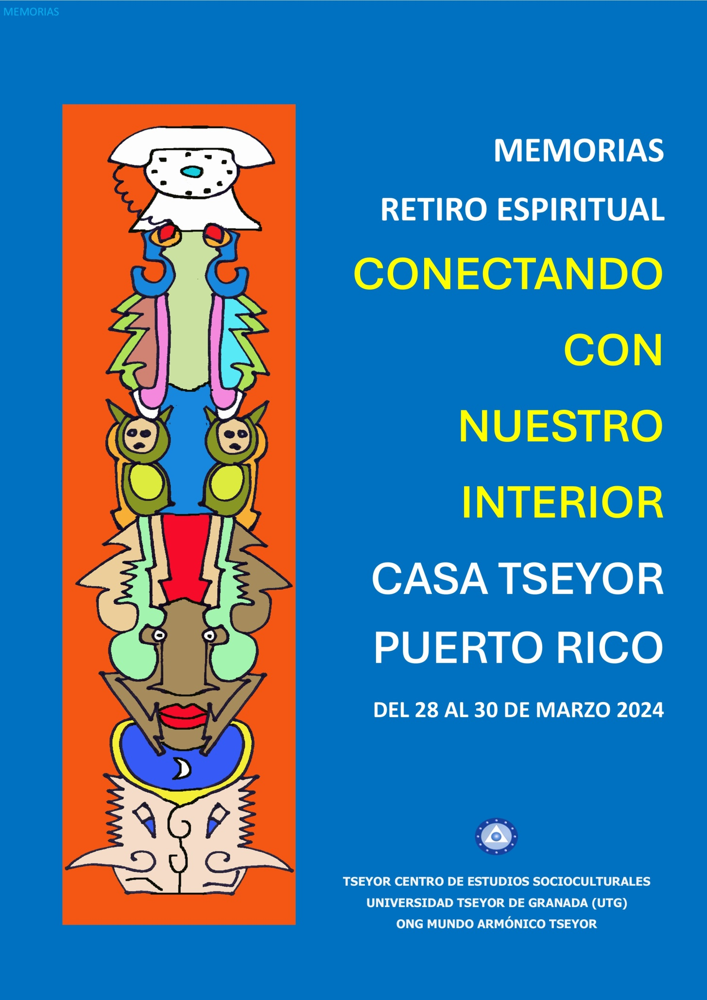 MEMORIAS
MEMORIAS
RETIRO ESPIRITUAL
CONECTANDO
CON
NUESTRO
INTERIOR
CASA TSEYOR
PUERTO RICO
DEL 28 AL 30 DE MARZO 2024
TSEYOR CENTRO DE ESTUDIOS SOCIOCULTURALES
UNIVERSIDAD TSEYOR DE GRANADA (UTG)
ONG MUNDO ARMÓNICO TSEYOR